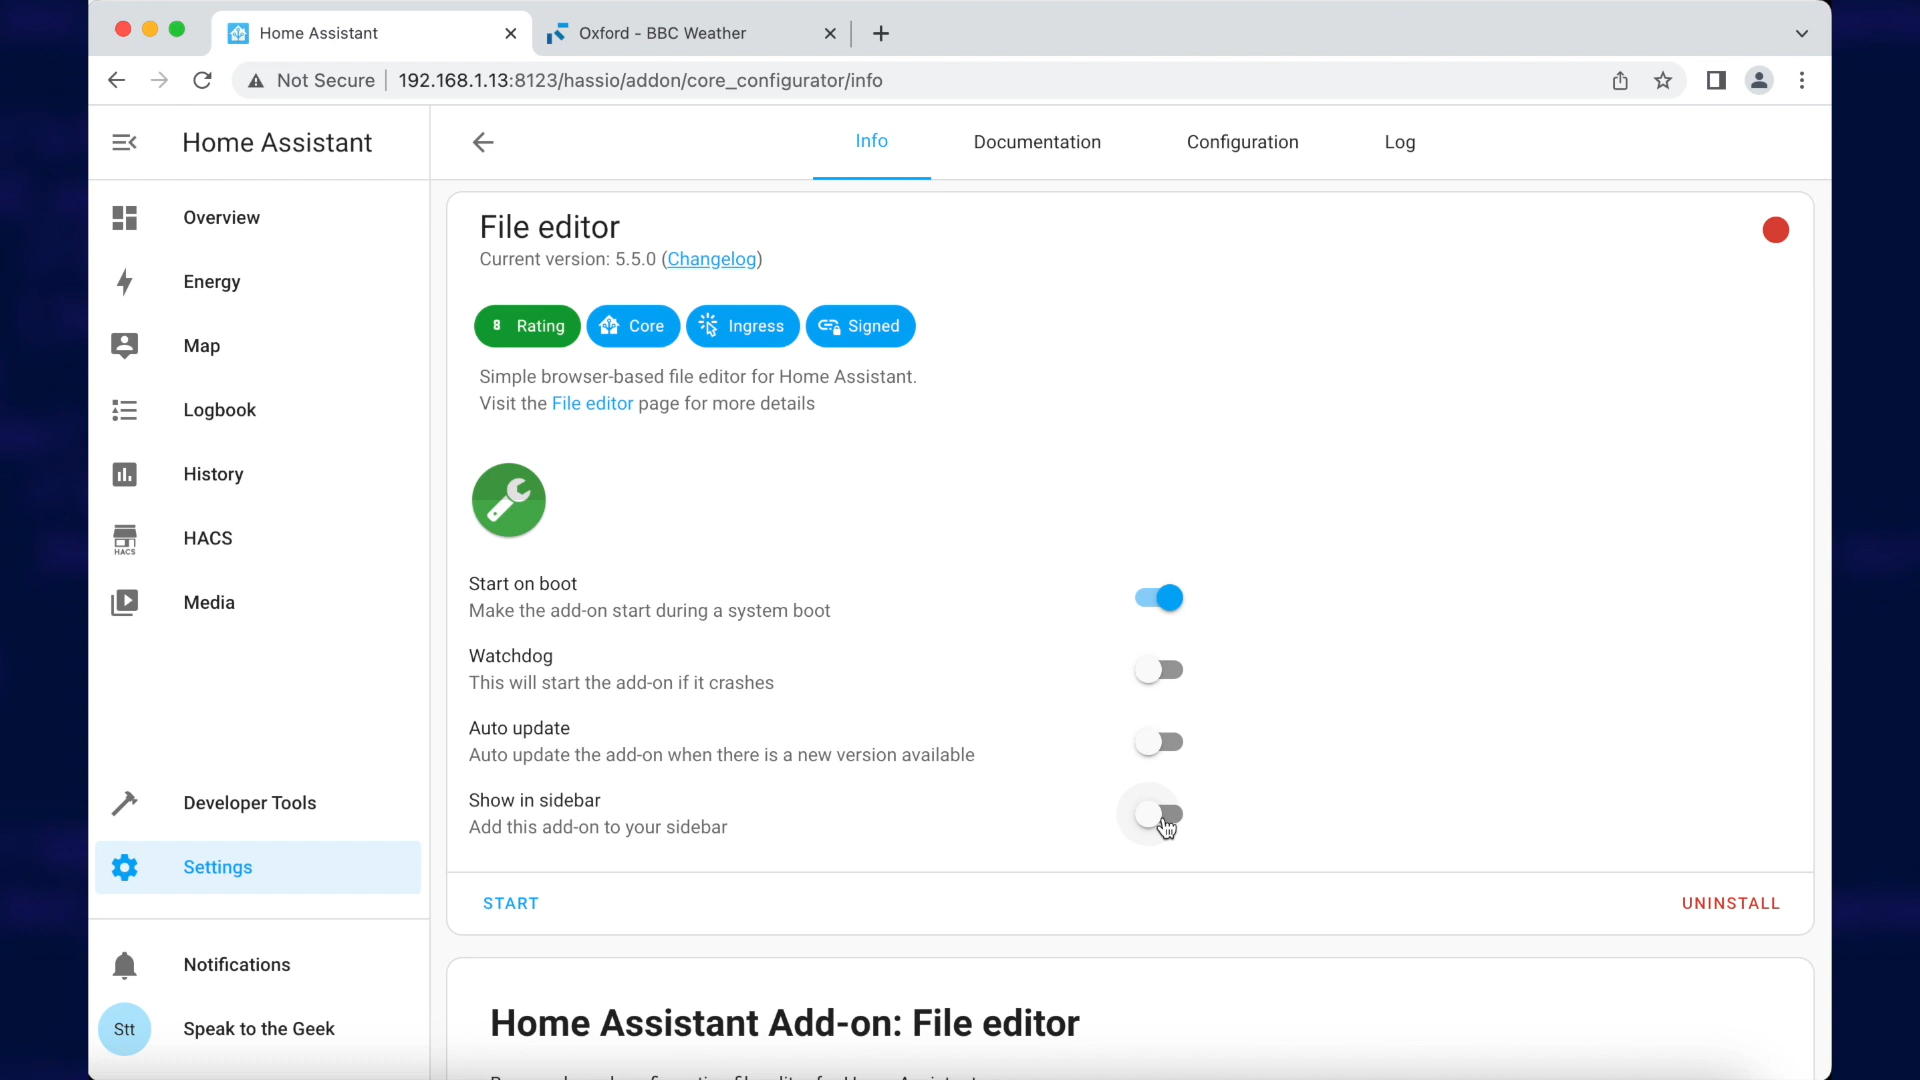 Home Assistant
Oxford - BBC Weather
Not Secure
192.168.1.13:8123/hassio/addon/core_configurator/info
Home Assistant
Info
Documentation
Configuration
Log
Overview
Energy
Map
Logbook
History
HACS
HACS
Media
Developer Tools
Settings
Notifications
Stt
Speak to the Geek
File editor
Current version: 5.5.0 (Changelog)
8 Rating
Core
Ingress
Signed
Simple browser-based file editor for Home Assistant.
Visit the File editor page for more details
Start on boot
Make the add-on start during a system boot
Watchdog
This will start the add-on if it crashes
Auto update
Auto update the add-on when there is a new version available
Show in sidebar
Add this add-on to your sidebar
START
UNINSTALL
Home Assistant Add-on: File editor